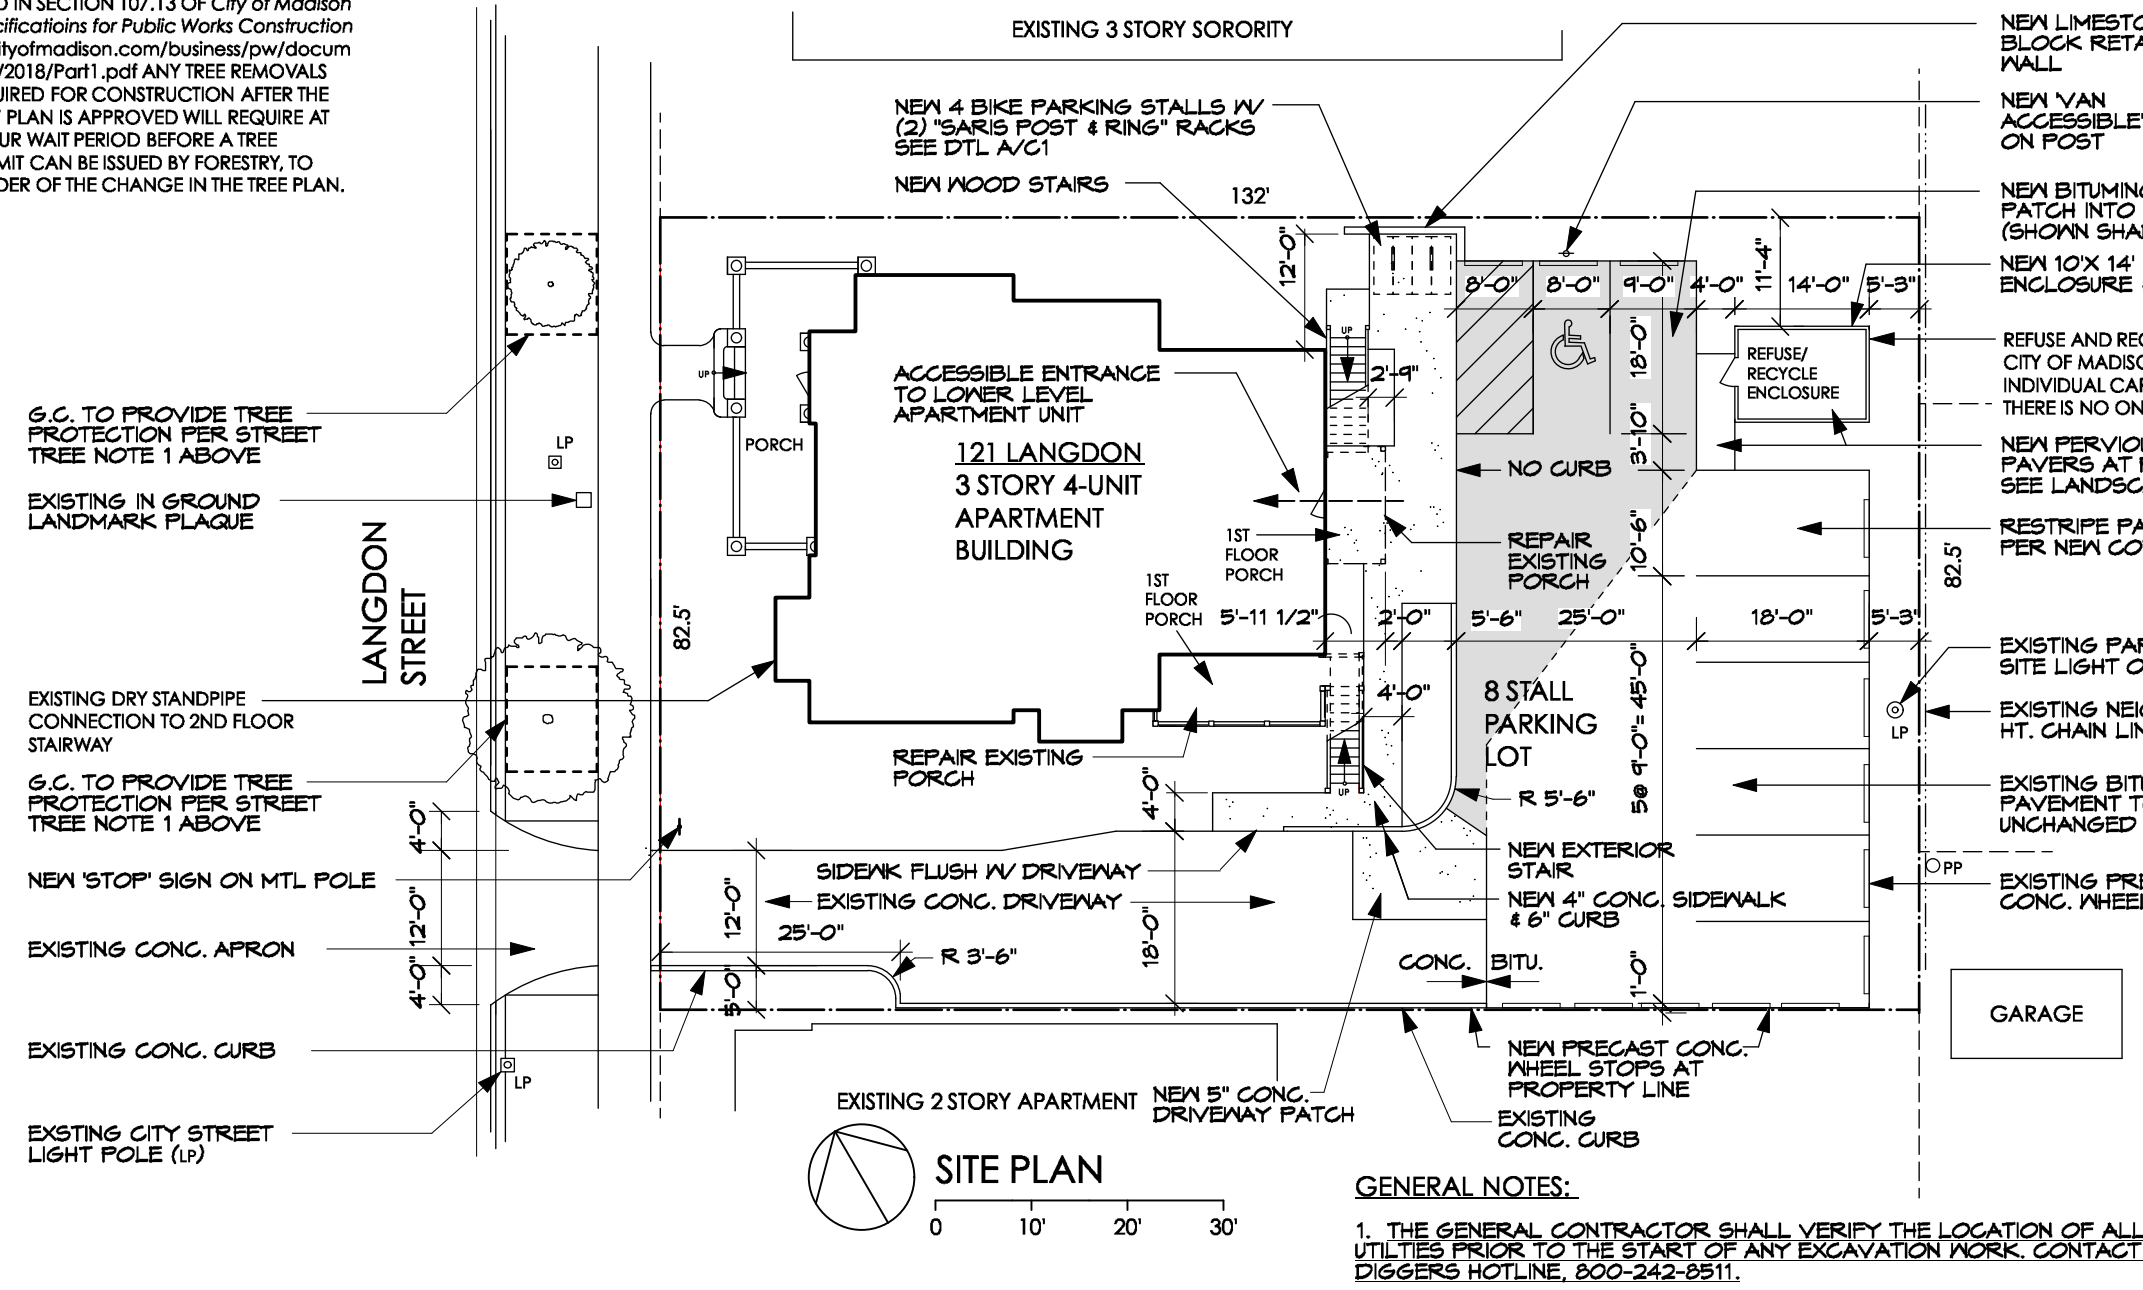 D IN SECTION 107.13 OF City of Madison
cificatioins for Public Works Construction
ityofmadison.com/business/pw/docum
/2018/Part1.pdf ANY TREE REMOVALS
UIRED FOR CONSTRUCTION AFTER THE
PLAN IS APPROVED WILL REQUIRE AT
UR WAIT PERIOD BEFORE A TREE
MIT CAN BE ISSUED BY FORESTRY, TO
DER OF THE CHANGE IN THE TREE PLAN.
EXISTING 3 STORY SORORITY
NEW 4 BIKE PARKING STALLS W/
(2) "SARIS POST & RING" RACKS
SEE DTL A/C1
NEW WOOD STAIRS
132'
NEW LIMESTO
BLOCK RETA
WALL
NEW 'VAN
ACCESSIBLE'
ON POST
NEW BITUMINO
PATCH INTO
(SHOWN SHA
NEW 10'X 14'
ENCLOSURE
REFUSE AND REC
CITY OF MADISO
INDIVIDUAL CAR
THERE IS NO ON
NEW PERVIOU
PAVERS AT
SEE LANDSC
RESTRIPE PA
PER NEW CO
82.5'
EXISTING PAR
SITE LIGHT O
EXISTING NEIG
HT. CHAIN LIN
LP
EXISTING BITU
PAVEMENT T
UNCHANGED
PP
EXISTING PRE
CONC. WHEEL
GARAGE
12'-0"
8'-0"
8'-0"
9'-0"
4'-0"
11'-4"
14'-0"
5'-3"
18'-0"
REFUSE/
RECYCLE
ENCLOSURE
UP
2'-9"
3'-10"
NO CURB
10'-6"
REPAIR
EXISTING
PORCH
G.C. TO PROVIDE TREE
PROTECTION PER STREET
TREE NOTE 1 ABOVE
LP
EXISTING IN GROUND
LANDMARK PLAQUE
LANGDON
STREET
UP
PORCH
ACCESSIBLE ENTRANCE
TO LOWER LEVEL
APARTMENT UNIT
121 LANGDON
3 STORY 4-UNIT
APARTMENT
BUILDING
1ST
FLOOR
PORCH
1ST
FLOOR
PORCH
82.5'
5'-11 1/2"
2'-0"
5'-6"
25'-0"
18'-0"
5'-3"
4'-0"
8 STALL
PARKING
LOT
5@ 9'-0"= 45'-0"
EXISTING DRY STANDPIPE
CONNECTION TO 2ND FLOOR
STAIRWAY
G.C. TO PROVIDE TREE
PROTECTION PER STREET
TREE NOTE 1 ABOVE
REPAIR EXISTING
PORCH
4'-0"
UP
R 5'-6"
4'-0"
NEW 'STOP' SIGN ON MTL POLE
SIDEWK FLUSH W/ DRIVEWAY
EXISTING CONC. DRIVEWAY
NEW EXTERIOR
STAIR
NEW 4" CONC. SIDEWALK
& 6" CURB
12'-0"
12'-0"
25'-0"
18'-0"
R 3'-6"
CONC.
BITU.
1'-0"
EXISTING CONC. APRON
4'-0"
5'-0"
EXISTING CONC. CURB
LP
EXSTING CITY STREET
LIGHT POLE (LP)
EXISTING 2 STORY APARTMENT
NEW 5" CONC.
DRIVEWAY PATCH
NEW PRECAST CONC.
WHEEL STOPS AT
PROPERTY LINE
EXISTING
CONC. CURB
SITE PLAN
0 10' 20' 30'
GENERAL NOTES:
1. THE GENERAL CONTRACTOR SHALL VERIFY THE LOCATION OF ALL
UTILTIES PRIOR TO THE START OF ANY EXCAVATION WORK. CONTACT
DIGGERS HOTLINE, 800-242-8511.